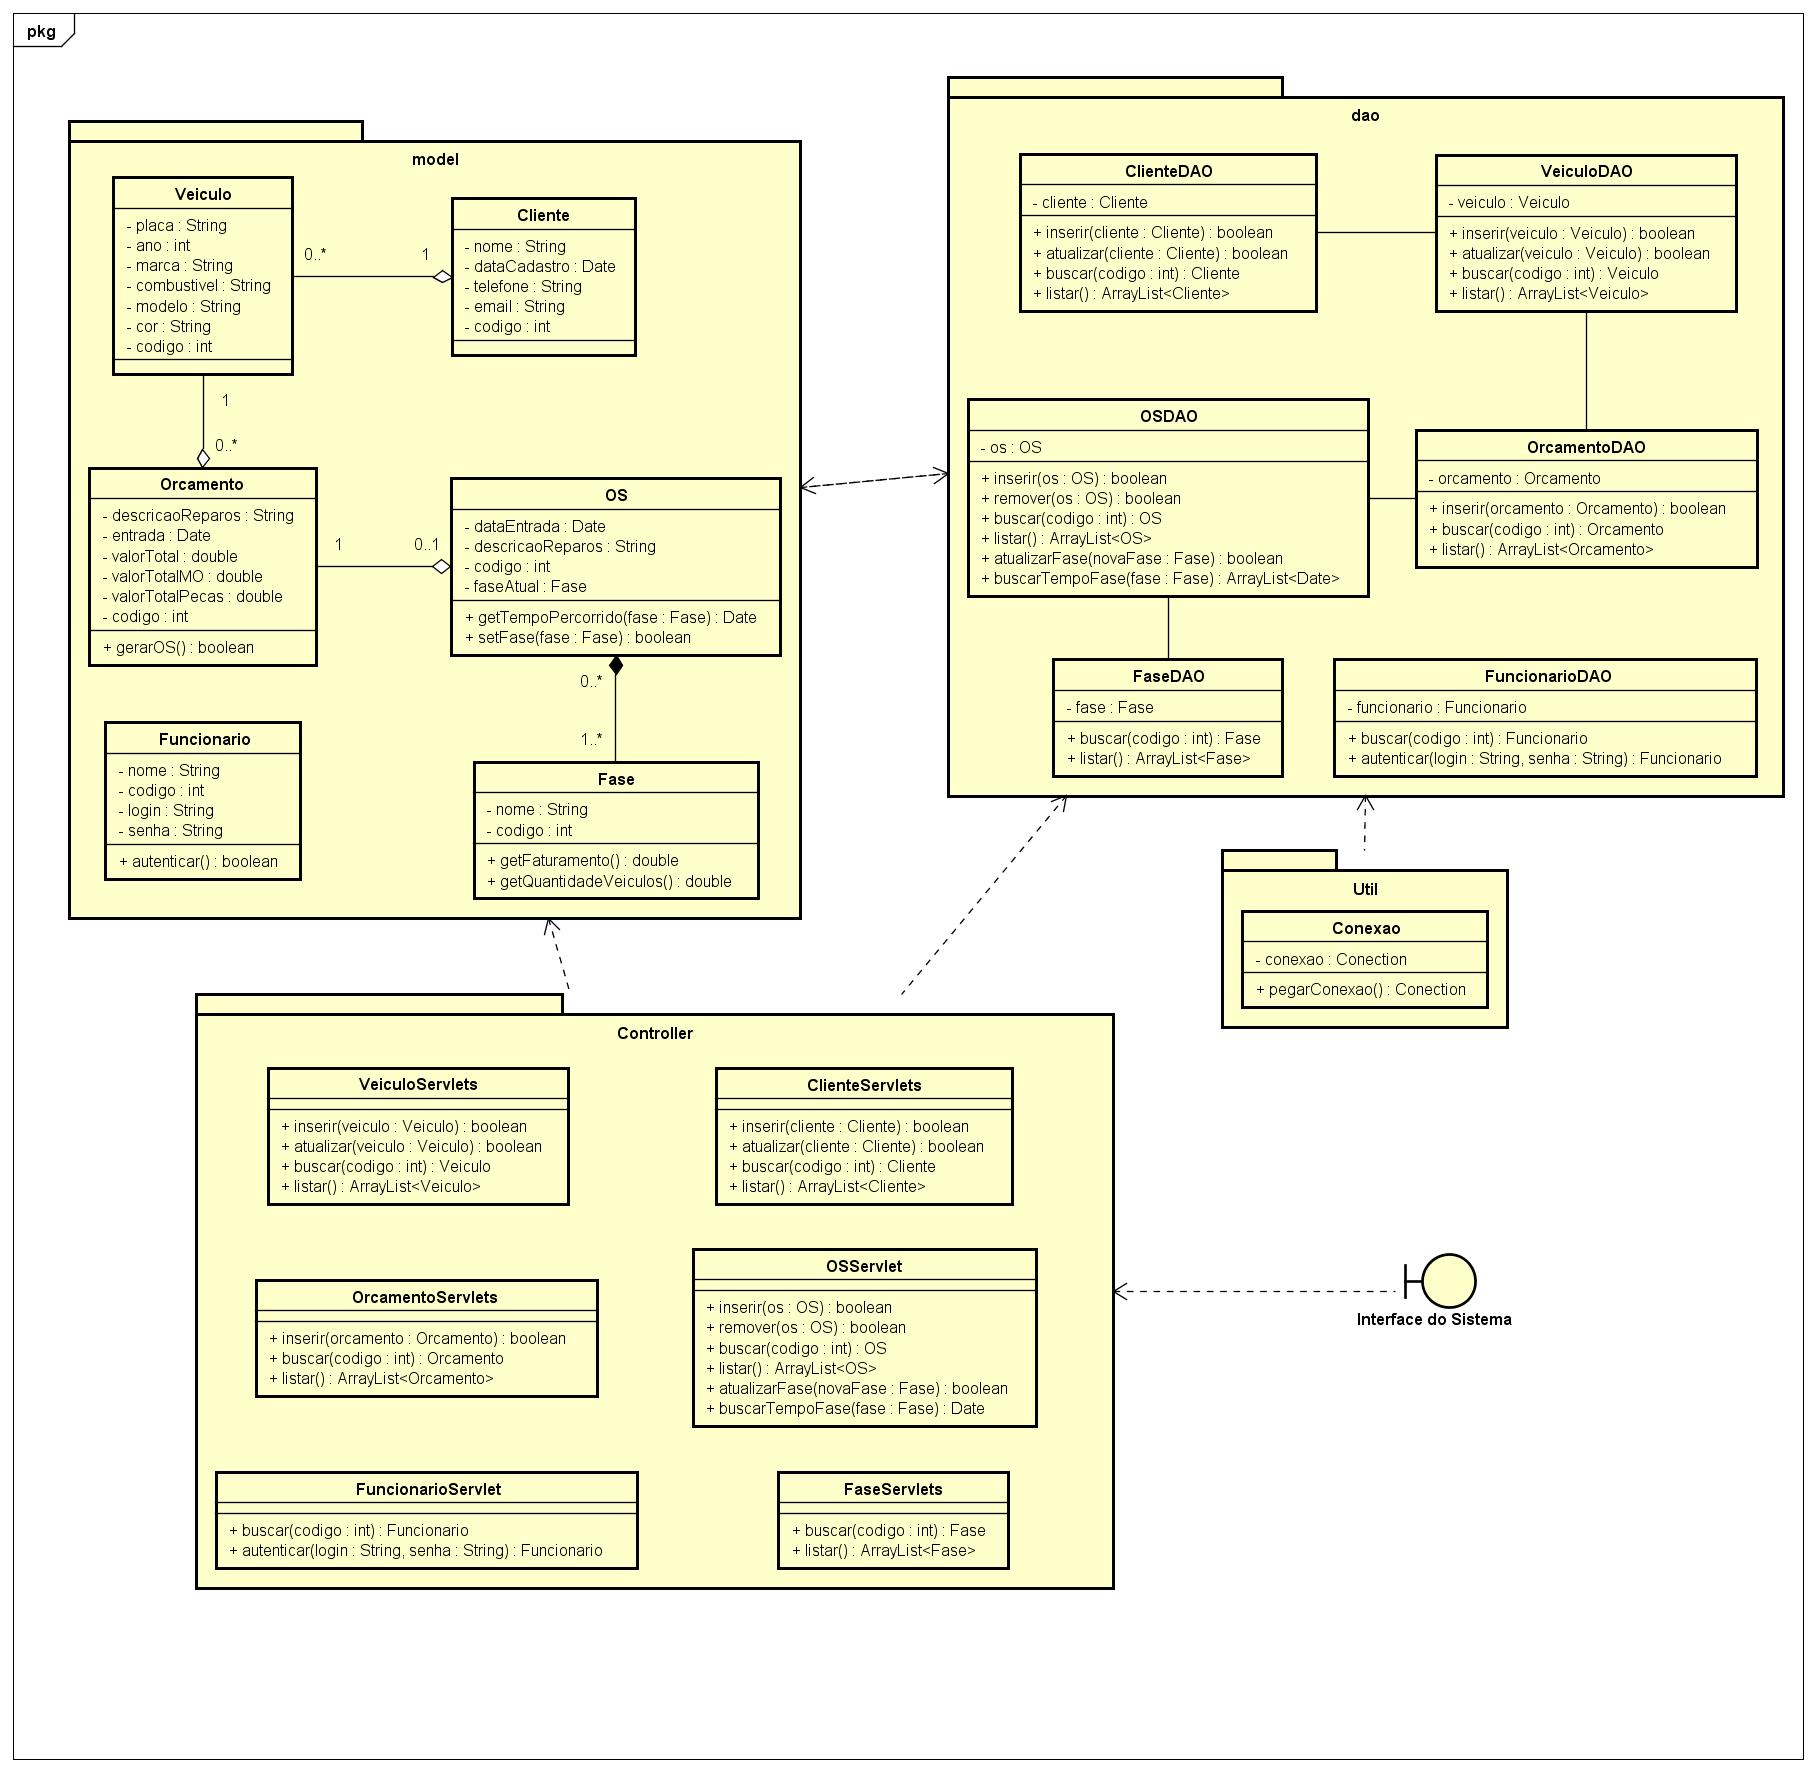 pkg
model
Veiculo
- placa : String
- ano : int
- marca : String
- combustivel : String
- modelo : String
- cor : String
- codigo : int
0..*
1
Cliente
- nome : String
- dataCadastro : Date
- telefone : String
- email : String
- codigo : int
1
0..*
Orcamento
- descricaoReparos : String
- entrada : Date
- valorTotal : double
- valorTotalMO : double
- valorTotalPecas : double
- codigo : int
+ gerarOS() : boolean
1
0..1
OS
- dataEntrada : Date
- descricaoReparos : String
- codigo : int
- faseAtual : Fase
+ getTempoPercorrido(fase : Fase) : Date
+ setFase(fase : Fase) : boolean
0..*
1..*
Funcionario
- nome : String
- codigo : int
- login : String
- senha : String
+ autenticar() : boolean
Fase
- nome : String
- codigo : int
+ getFaturamento() : double
+ getQuantidadeVeiculos() : double
dao
ClienteDAO
- cliente : Cliente
+ inserir(cliente : Cliente) : boolean
+ atualizar(cliente : Cliente) : boolean
+ buscar(codigo : int) : Cliente
+ listar() : ArrayList<Cliente>
VeiculoDAO
- veiculo : Veiculo
+ inserir(veiculo : Veiculo) : boolean
+ atualizar(veiculo : Veiculo) : boolean
+ buscar(codigo : int) : Veiculo
+ listar() : ArrayList<Veiculo>
OSDAO
- os : OS
+ inserir(os : OS) : boolean
+ remover(os : OS) : boolean
+ buscar(codigo : int) : OS
+ listar() : ArrayList<OS>
+ atualizarFase(novaFase : Fase) : boolean
+ buscarTempoFase(fase : Fase) : ArrayList<Date>
OrcamentoDAO
- orcamento : Orcamento
+ inserir(orcamento : Orcamento) : boolean
+ buscar(codigo : int) : Orcamento
+ listar() : ArrayList<Orcamento>
FaseDAO
- fase : Fase
+ buscar(codigo : int) : Fase
+ listar() : ArrayList<Fase>
FuncionarioDAO
- funcionario : Funcionario
+ buscar(codigo : int) : Funcionario
+ autenticar(login : String, senha : String) : Funcionario
Util
Conexao
- conexao : Conection
+ pegarConexao() : Conection
Controller
VeiculoServlets
+ inserir(veiculo : Veiculo) : boolean
+ atualizar(veiculo : Veiculo) : boolean
+ buscar(codigo : int) : Veiculo
+ listar() : ArrayList<Veiculo>
ClienteServlets
+ inserir(cliente : Cliente) : boolean
+ atualizar(cliente : Cliente) : boolean
+ buscar(codigo : int) : Cliente
+ listar() : ArrayList<Cliente>
OrcamentoServlets
+ inserir(orcamento : Orcamento) : boolean
+ buscar(codigo : int) : Orcamento
+ listar() : ArrayList<Orcamento>
OSServlet
+ inserir(os : OS) : boolean
+ remover(os : OS) : boolean
+ buscar(codigo : int) : OS
+ listar() : ArrayList<OS>
+ atualizarFase(novaFase : Fase) : boolean
+ buscarTempoFase(fase : Fase) : Date
FuncionarioServlet
+ buscar(codigo : int) : Funcionario
+ autenticar(login : String, senha : String) : Funcionario
FaseServlets
+ buscar(codigo : int) : Fase
+ listar() : ArrayList<Fase>
Interface do Sistema